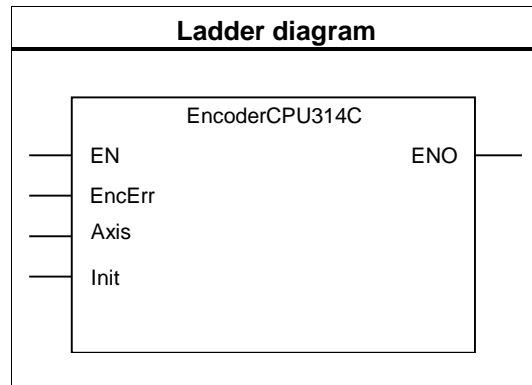 Ladder diagram
EncoderCPU314C
EN ENO
EncErr
Axis
Init